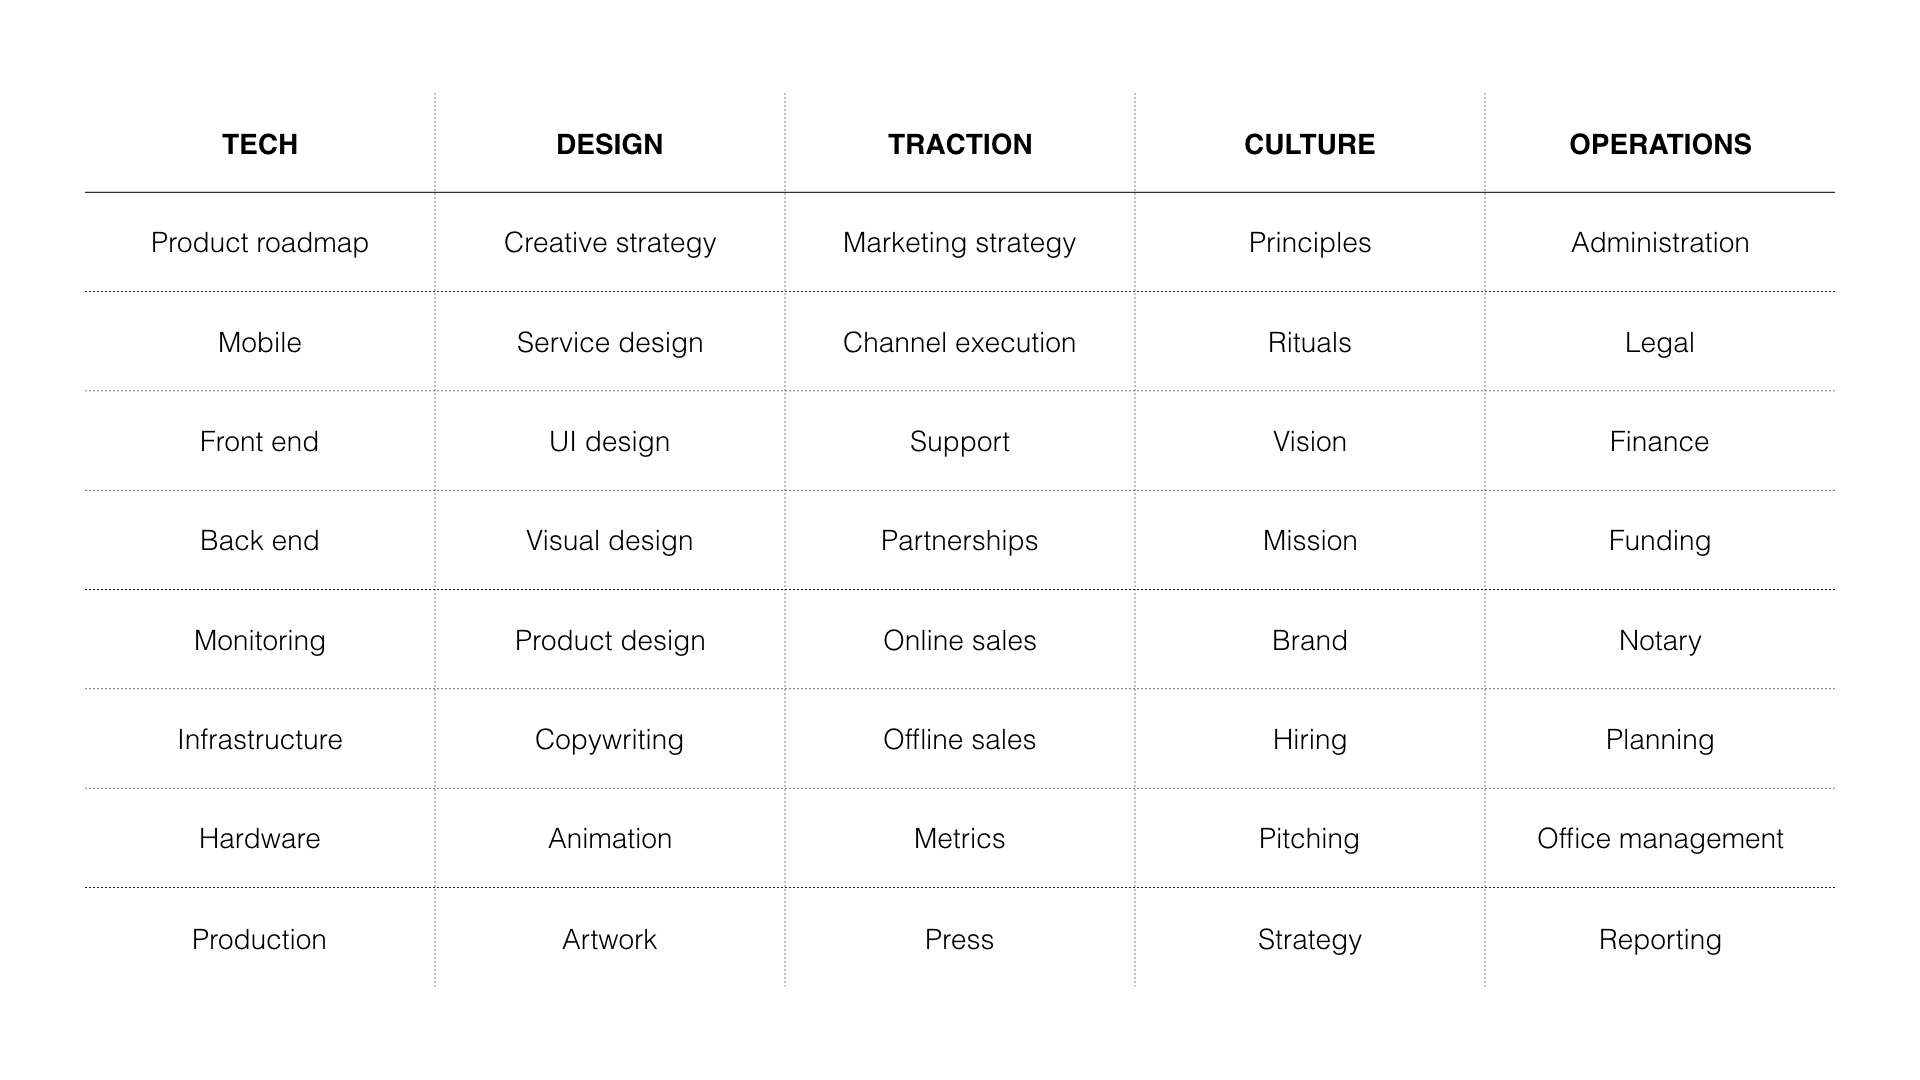 TECH DESIGN TRACTION CULTURE OPERATIONS
Product roadmap Creative strategy Marketing strategy Principles Administration
Mobile Service design Channel execution Rituals Legal
Front end UI design Support Vision Finance
Back end Visual design Partnerships Mission Funding
Monitoring Product design Online sales Brand Notary
Infrastructure Copywriting Offline sales Hiring Planning
Hardware Animation Metrics Pitching Office management
Production Artwork Press Strategy Reporting